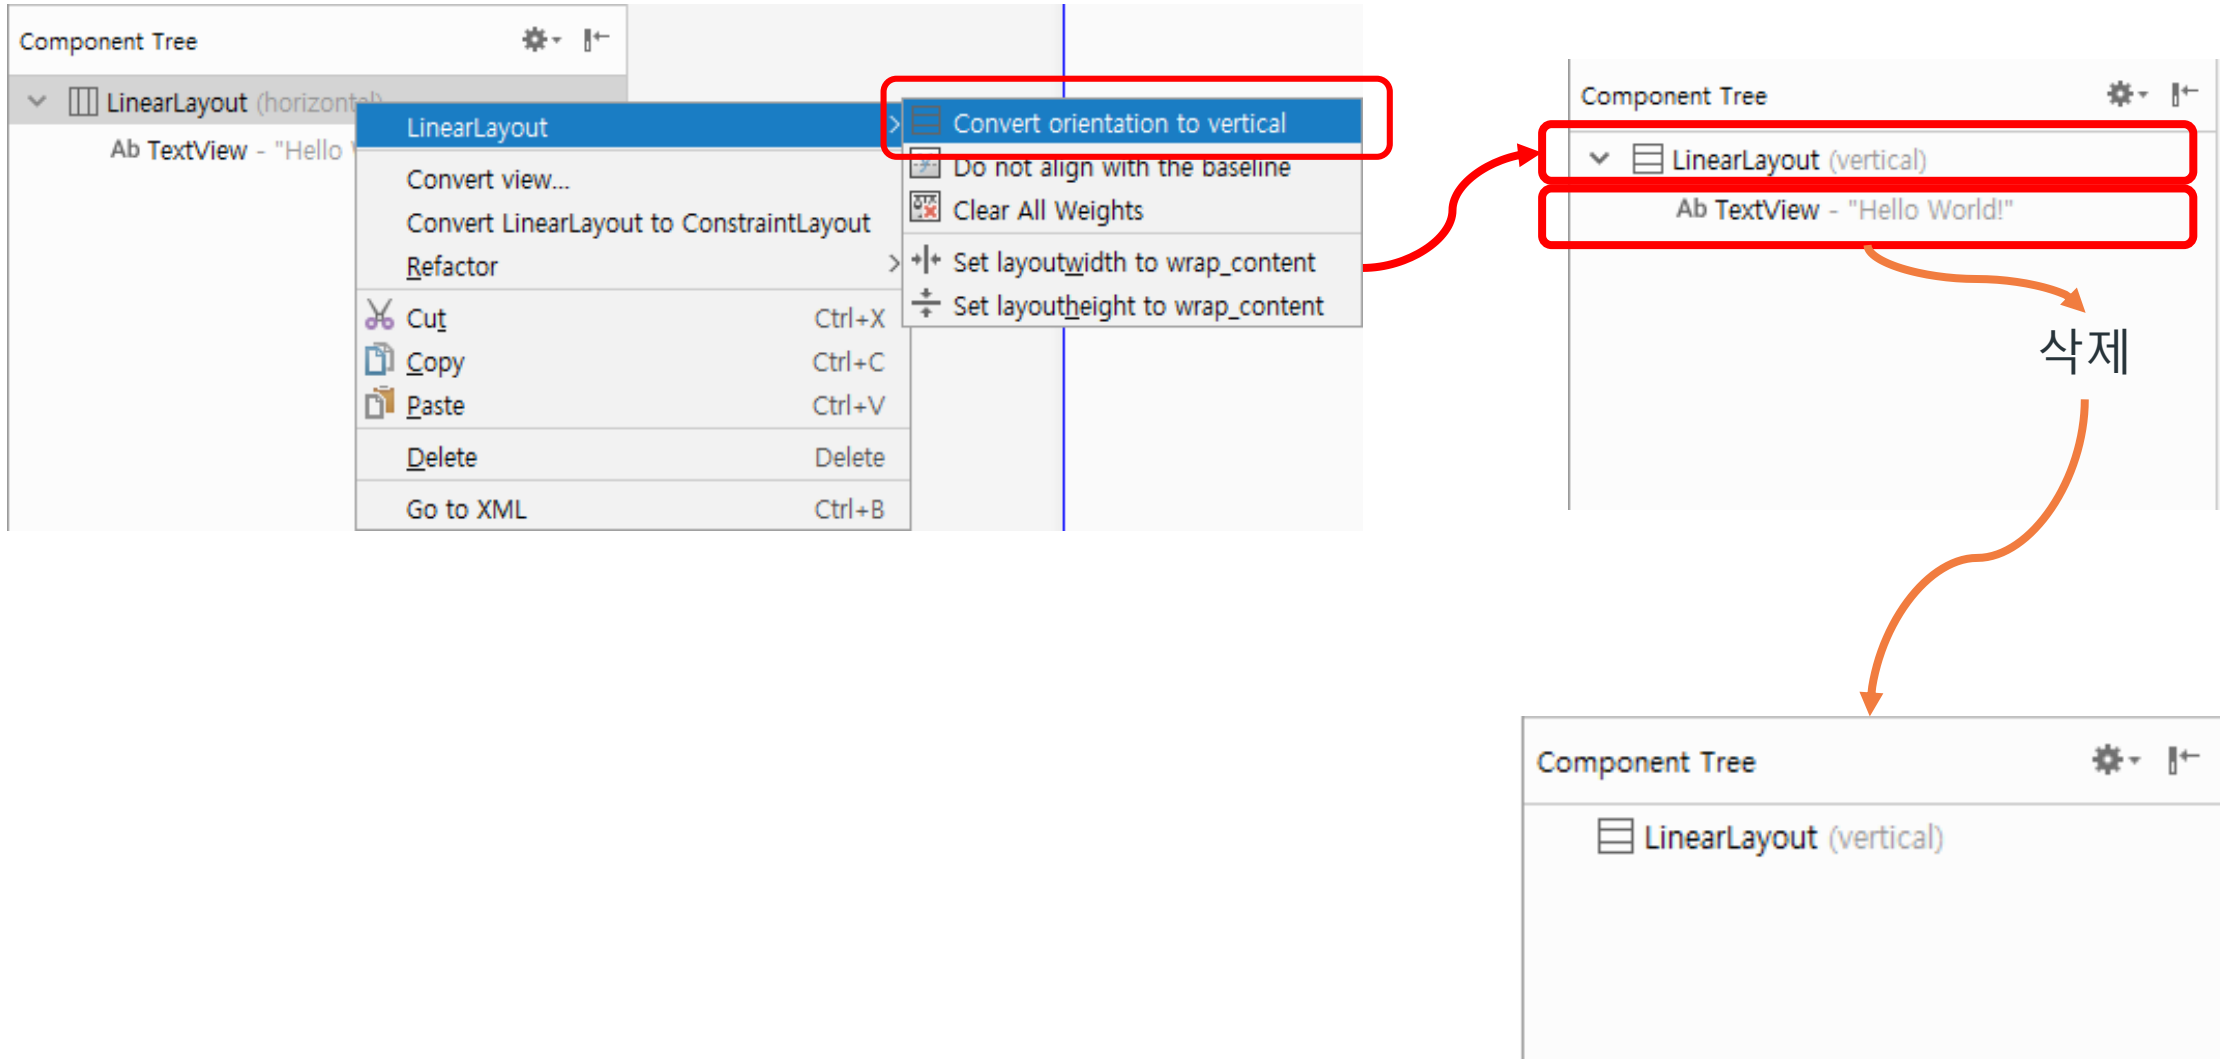 Component Tree
LinearLayout (horizontal)
Ab TextView - "Hello
LinearLayout
Convert view...
Convert LinearLayout to ConstraintLayout
Refactor
Cut Ctrl+X
Copy Ctrl+C
Paste Ctrl+V
Delete Delete
Go to XML Ctrl+B
Convert orientation to vertical
Do not align with the baseline
Clear All Weights
Set layoutwidth to wrap_content
Set layoutheight to wrap_content
Component Tree
LinearLayout (vertical)
Ab TextView - "Hello World!"
삭제
Component Tree
LinearLayout (vertical)